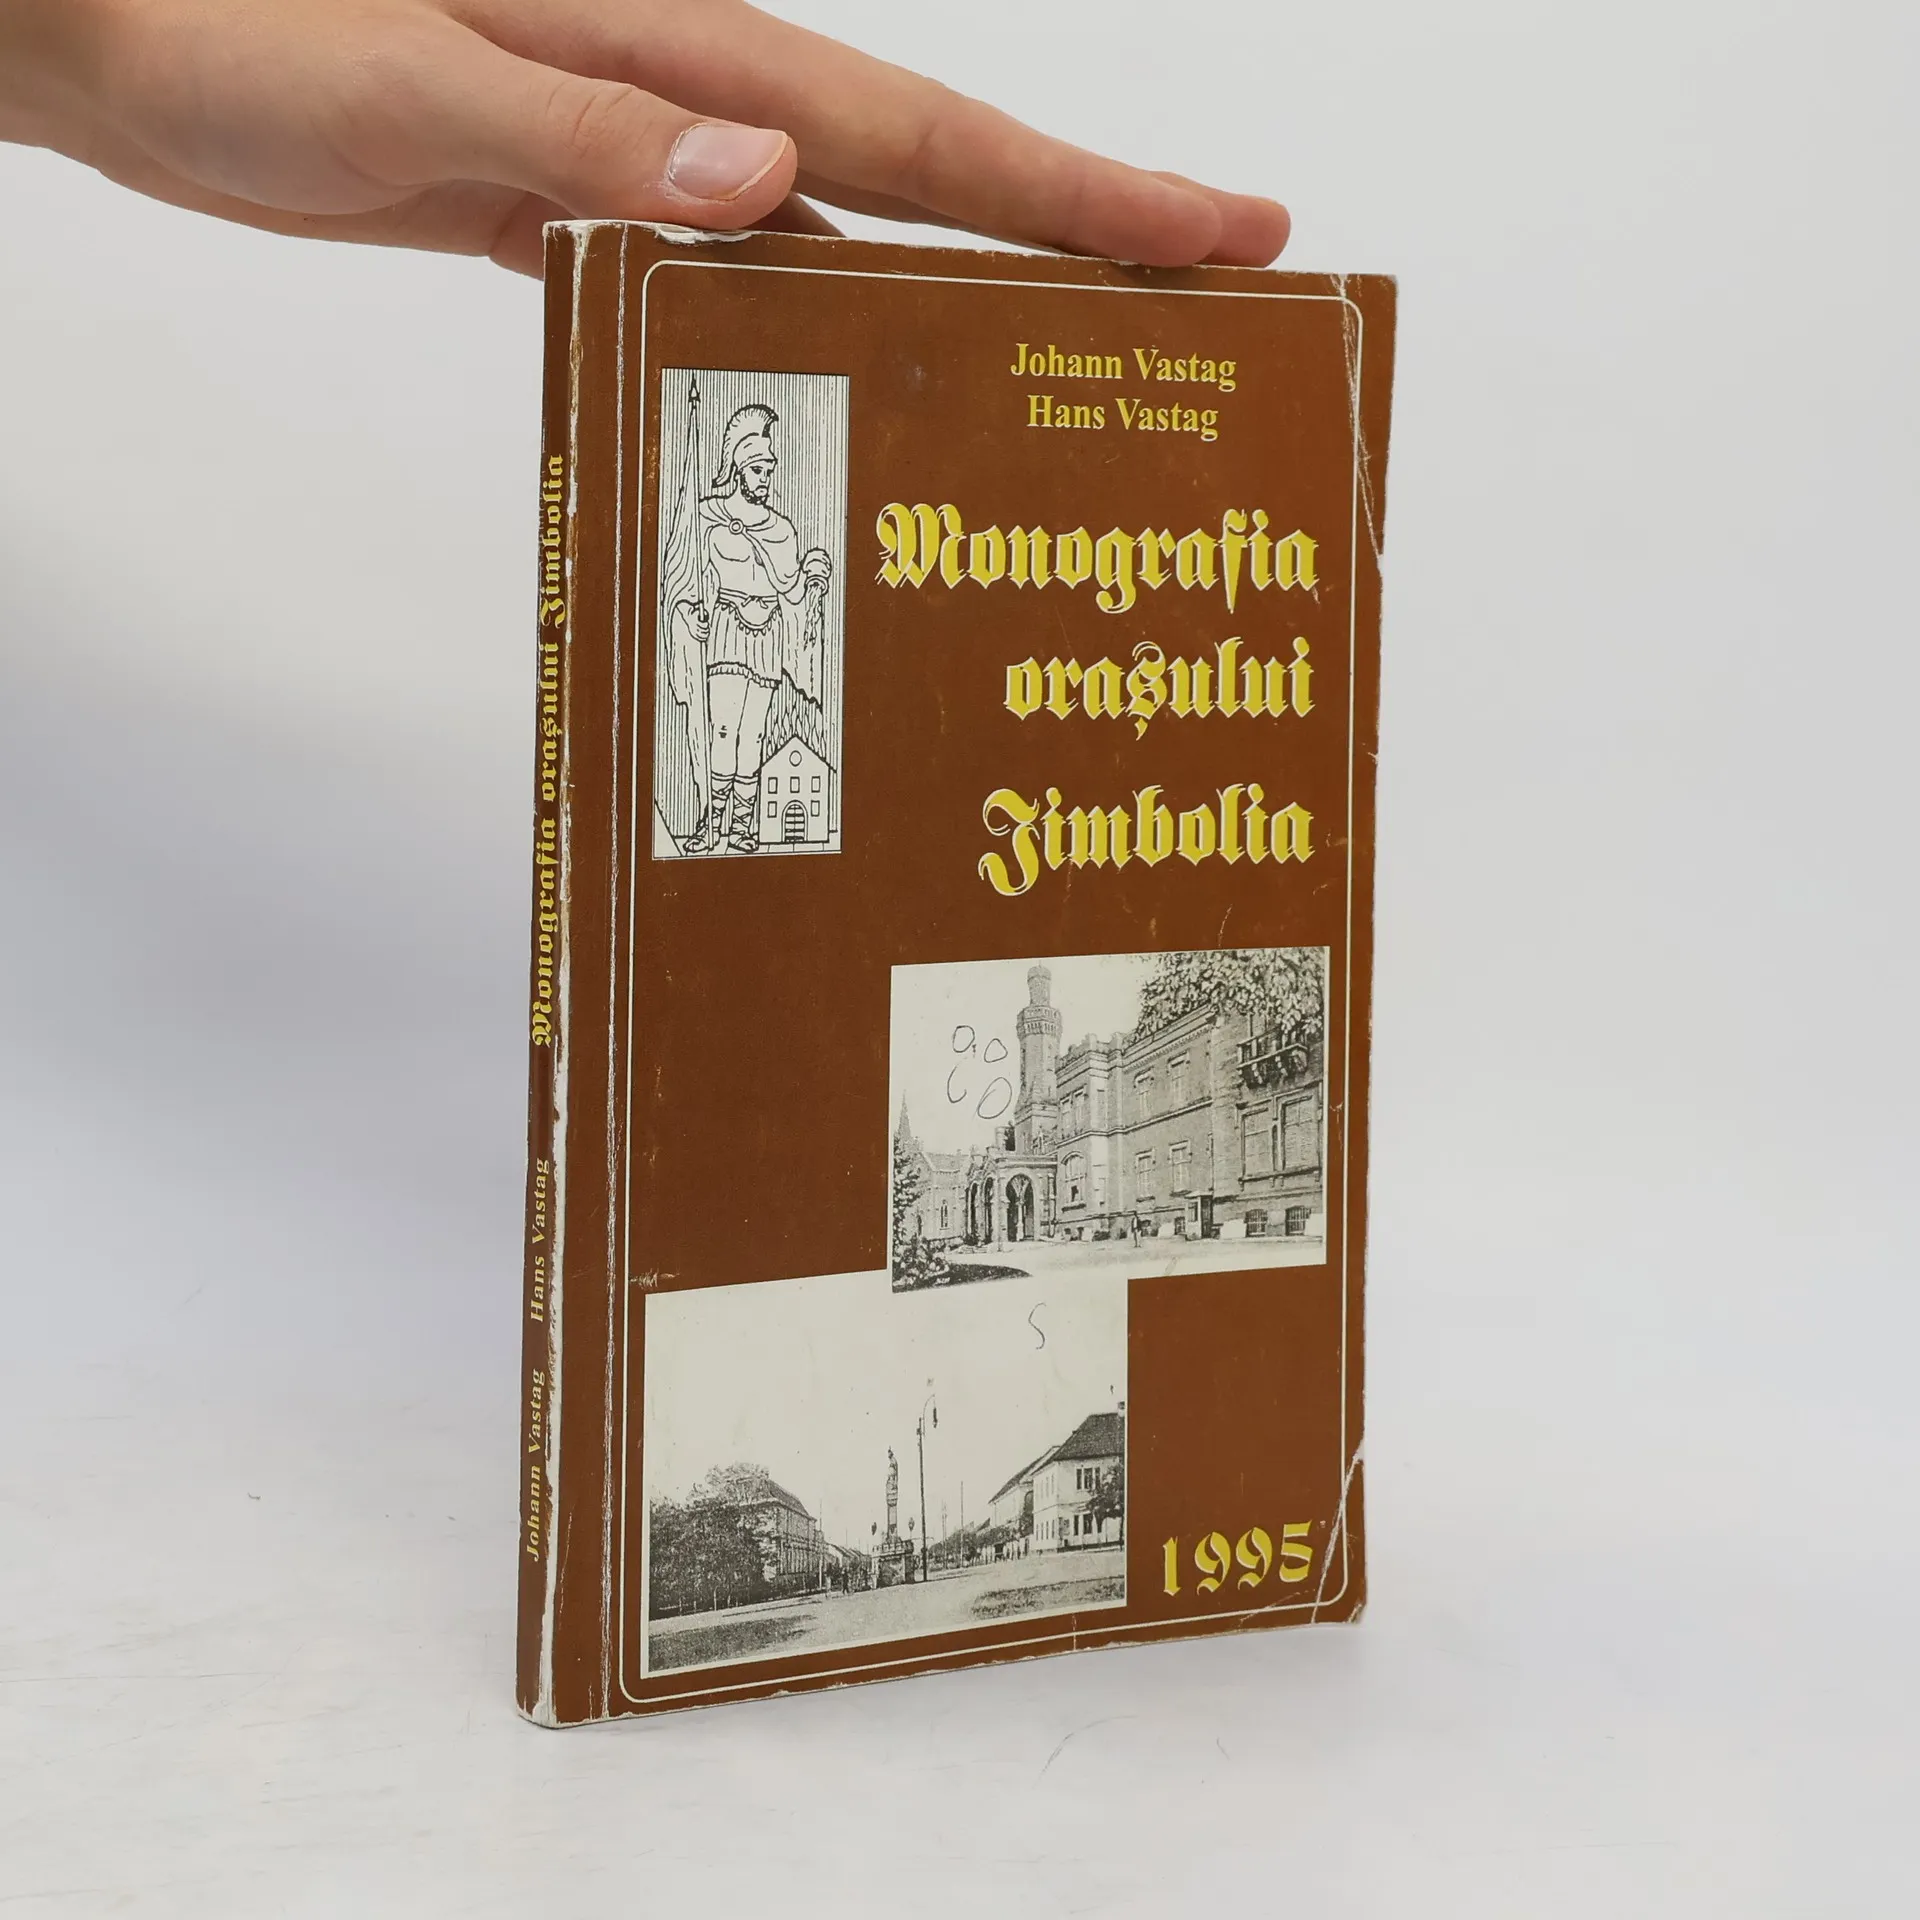 Johann Vastag
Hans Vastag
Monografia
orașului
Jimbolia
1995
Johann Vastag Hans Vastag Monografia orașului Jimbolia